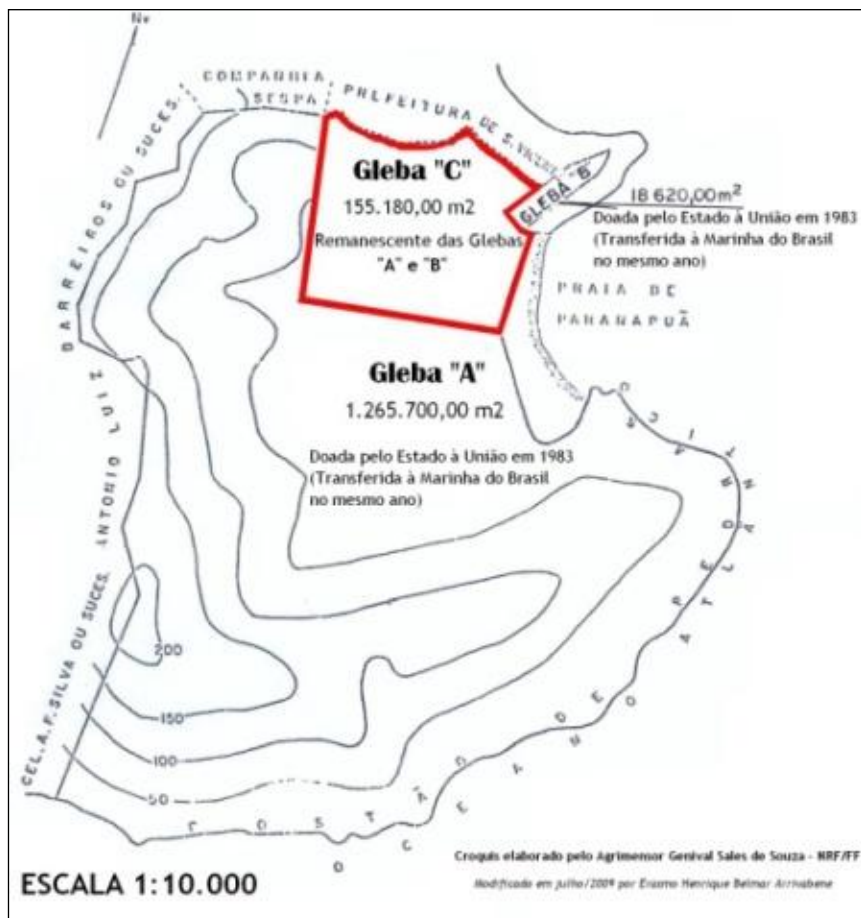 Nv
COMPANHIA
SESPA
PREFEITURA DE S. VICENTE
BARREIROS OU SUCES.
Gleba "C"
155.180,00 m2
Remanescente das Glebas
"A" e "B"
GLEBA "B"
18 620,00m²
Doada pelo Estado à União em 1983
(Transferida à Marinha do Brasil
no mesmo ano)
PRAIA DE
PARANAPUÃ
Gleba "A"
1.265.700,00 m2
Doada pelo Estado à União em 1983
(Transferida à Marinha do Brasil
no mesmo ano)
ANTONIO LUIZ
CEL. A. F. SILVA OU SUCES.
200
150
100
50
COSTÃO DE PEDRA
OCEANO ATLÂNTICO
Croquis elaborado pelo Agrimensor Genival Sales de Souza - NRF/FF
Modificado em julho/2009 por Erasmo Henrique Belmar Arrivabene
ESCALA 1:10.000